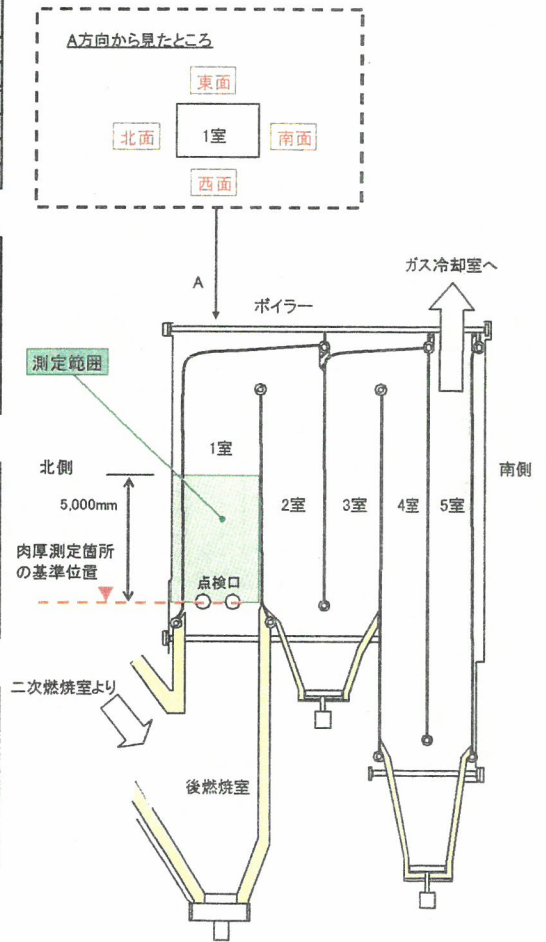 A方向から見たところ
東面
北面
1室
南面
西面
A
ボイラー
ガス冷却室へ
測定範囲
1室
北側
南側
5,000mm
2室
3室
4室
5室
肉厚測定箇所
の基準位置
点検口
二次燃焼室より
後燃焼室